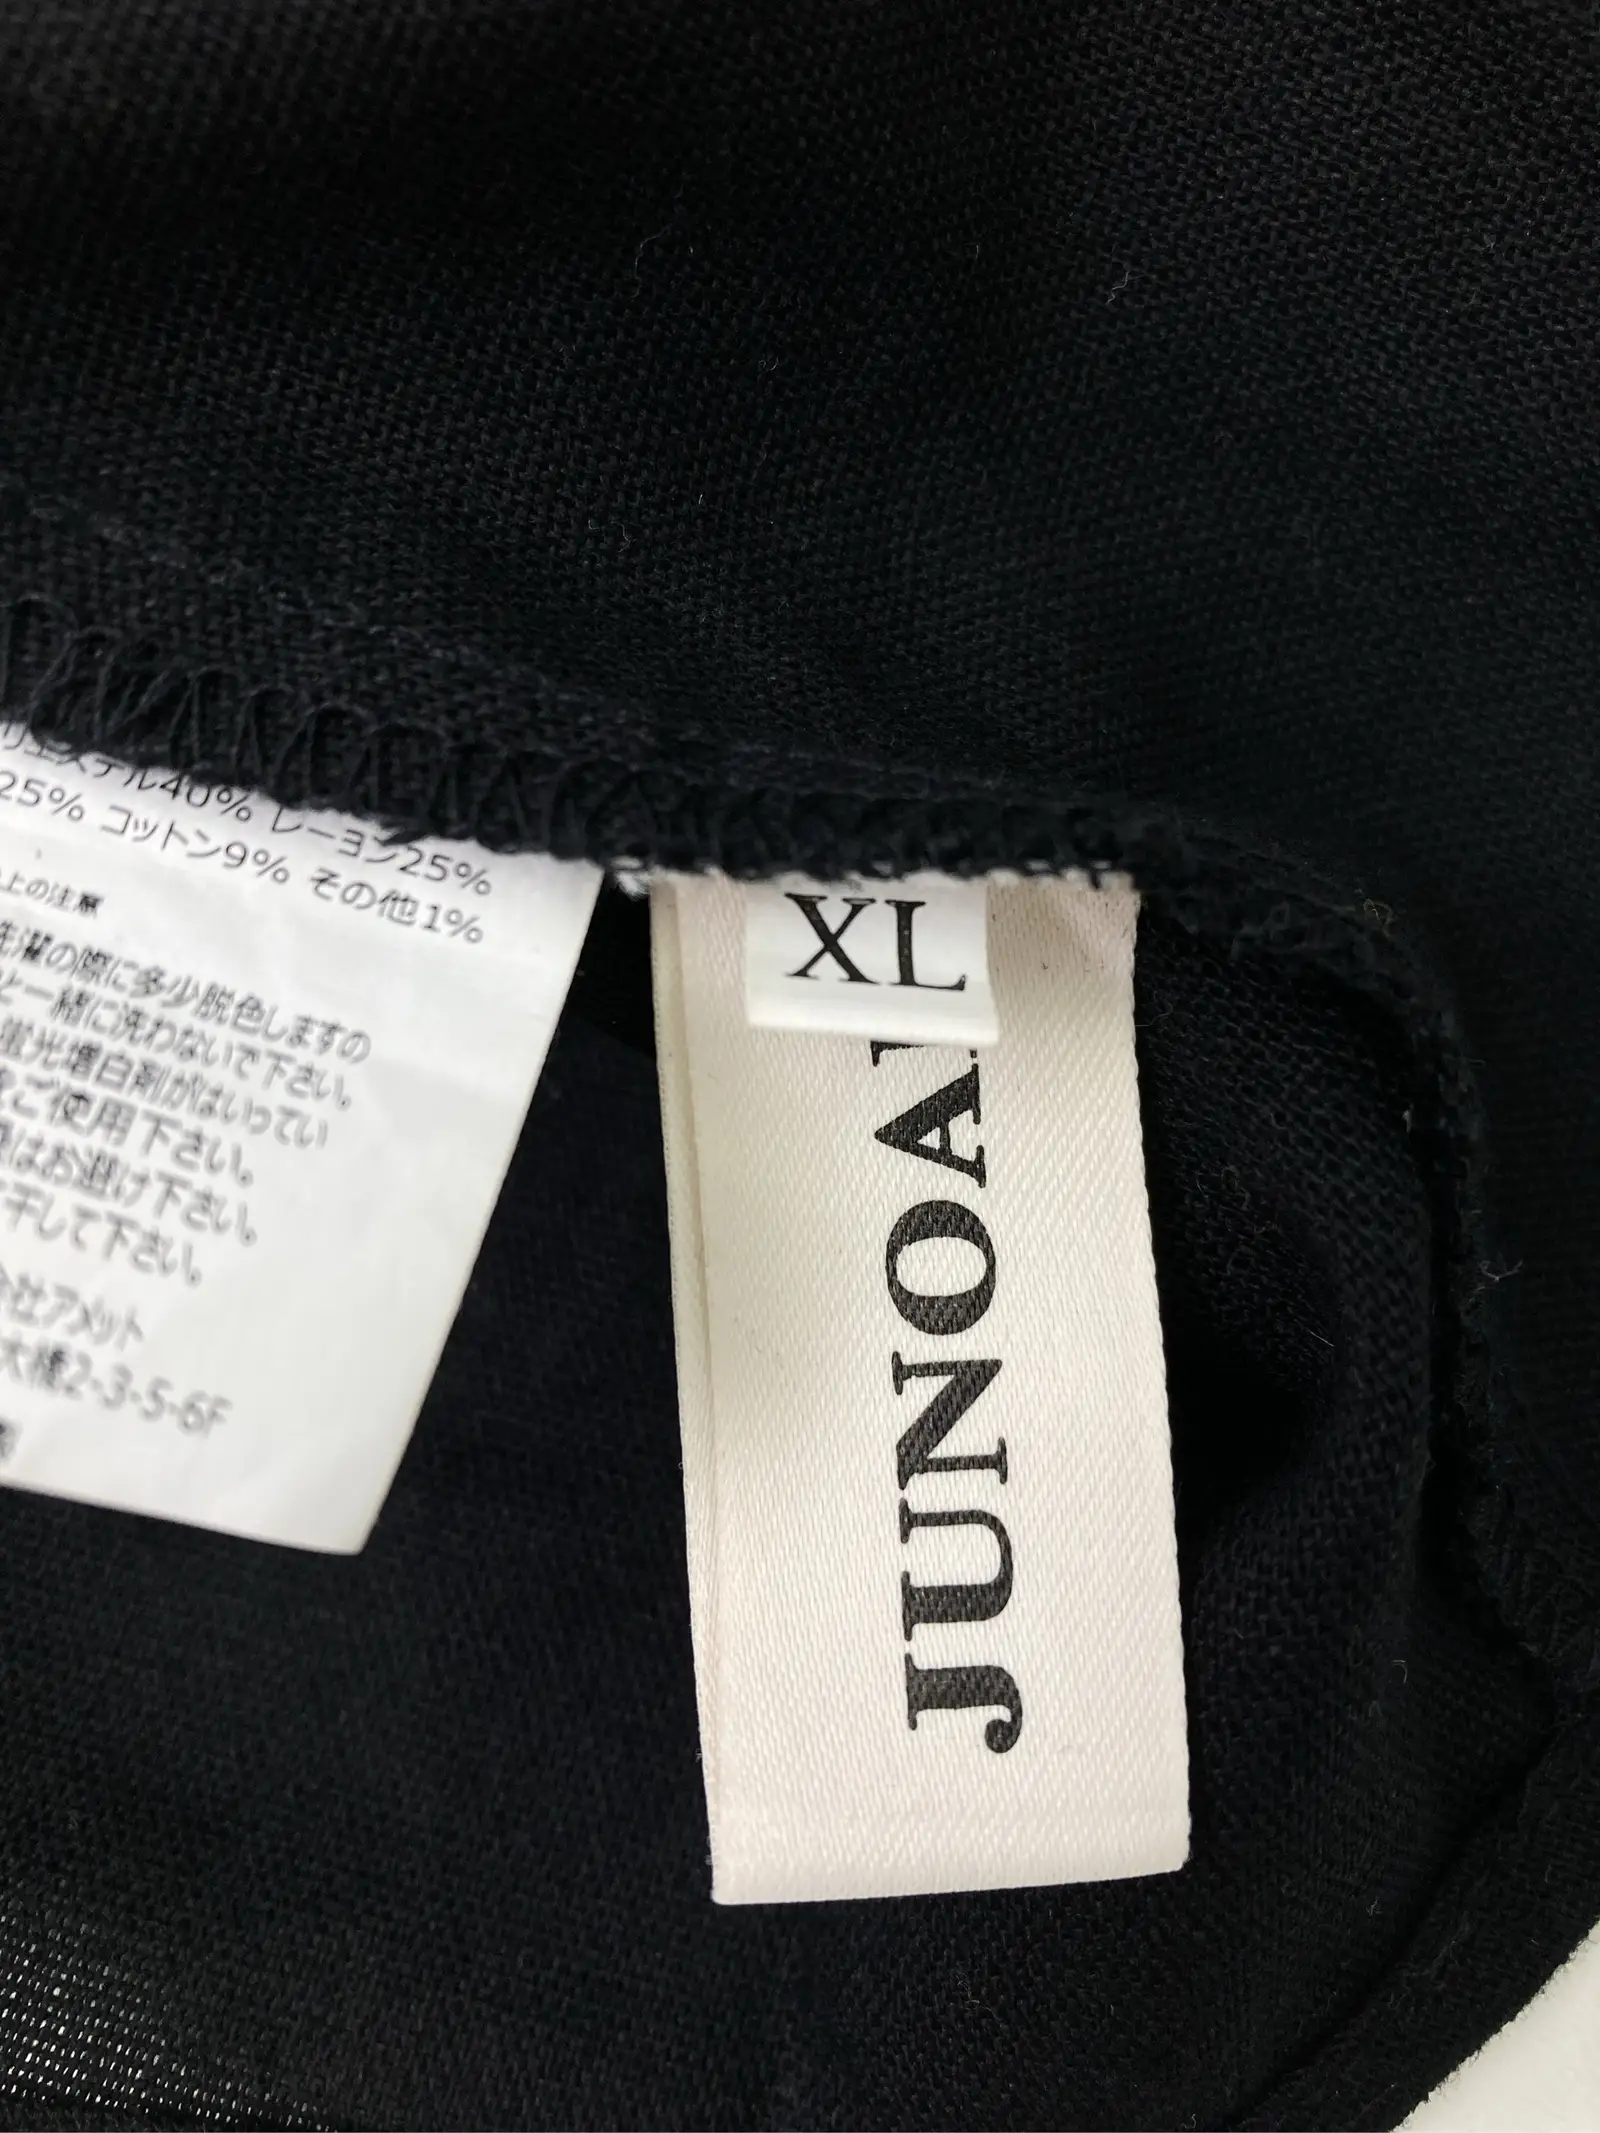 リエステル40% レーヨン25%
25% コットン9% その他1%
上の注意
洗濯の際に多少脱色しますの
と一緒に洗わないで下さい。
蛍光増白剤がはいってい
をご使用下さい。
はお避け下さい。
て干して下さい。
会社アメット
大橋2-3-5-6F
XL
JUNOA